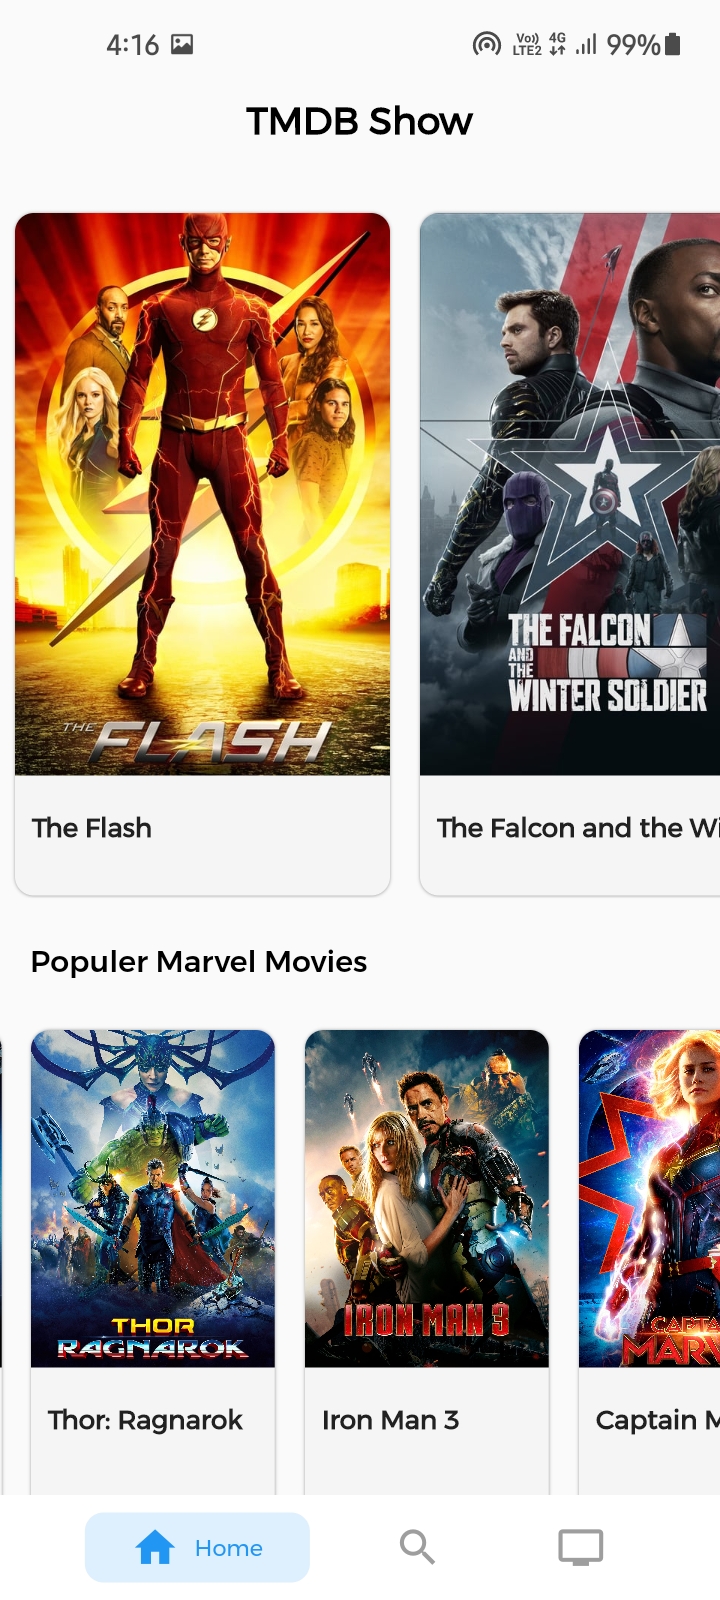 4:16 Vo)) LTE2 4G 99%
TMDB Show
THE FLASH
THE FALCON
AND THE
WINTER SOLDIER
The Flash
The Falcon and the Wi
Populer Marvel Movies
THOR
RAGNAROK
IRON MAN 3
CAPTA
MARV
Thor: Ragnarok
Iron Man 3
Captain M
Home